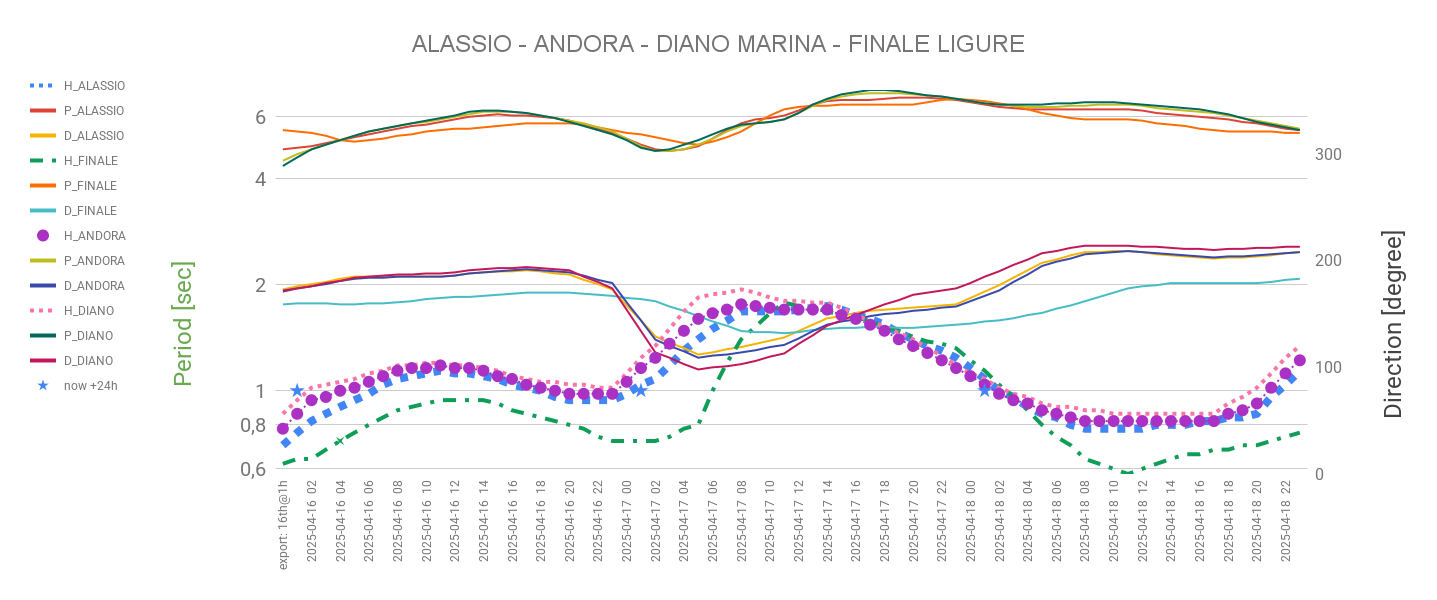 ALASSIO - ANDORA - DIANO MARINA - FINALE LIGURE
H_ALASSIO
P_ALASSIO
D_ALASSIO
H_FINALE
P_FINALE
D_FINALE
H_ANDORA
P_ANDORA
D_ANDORA
H_DIANO
P_DIANO
D_DIANO
now +24h
Period [sec]
6
4
2
1
0,8
0,6
300
200
100
0
Direction [degree]
export: 16th@1h
2025-04-16 02
2025-04-16 04
2025-04-16 06
2025-04-16 08
2025-04-16 10
2025-04-16 12
2025-04-16 14
2025-04-16 16
2025-04-16 18
2025-04-16 20
2025-04-16 22
2025-04-17 00
2025-04-17 02
2025-04-17 04
2025-04-17 06
2025-04-17 08
2025-04-17 10
2025-04-17 12
2025-04-17 14
2025-04-17 16
2025-04-17 18
2025-04-17 20
2025-04-17 22
2025-04-18 00
2025-04-18 02
2025-04-18 04
2025-04-18 06
2025-04-18 08
2025-04-18 10
2025-04-18 12
2025-04-18 14
2025-04-18 16
2025-04-18 18
2025-04-18 20
2025-04-18 22